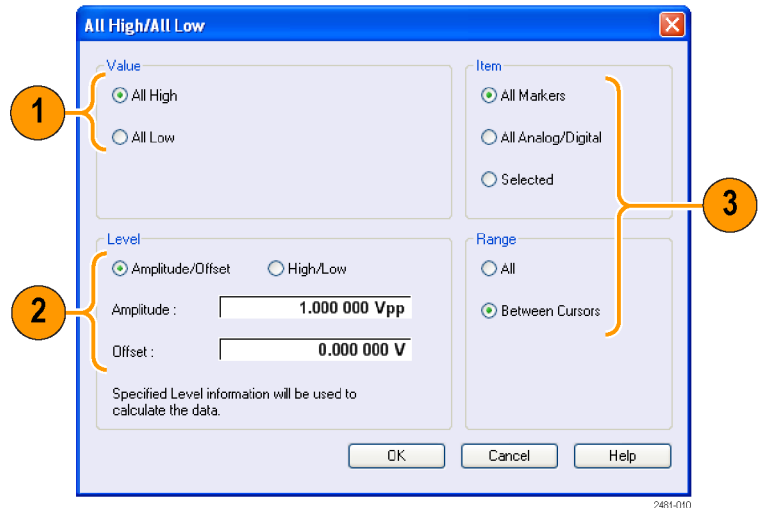 All High/All Low
Value
All High
All Low
1
Item
All Markers
All Analog/Digital
Selected
3
Level
Amplitude/Offset High/Low
Amplitude : 1.000 000 Vpp
Offset : 0.000 000 V
Specified Level information will be used to
calculate the data.
2
Range
All
Between Cursors
OK Cancel Help
2481-010